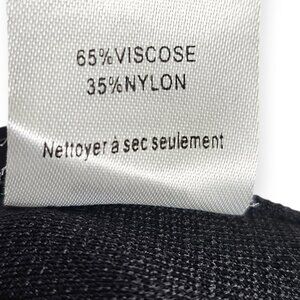 65%VISCOSE
35%NYLON
Nettoyer à sec seulement